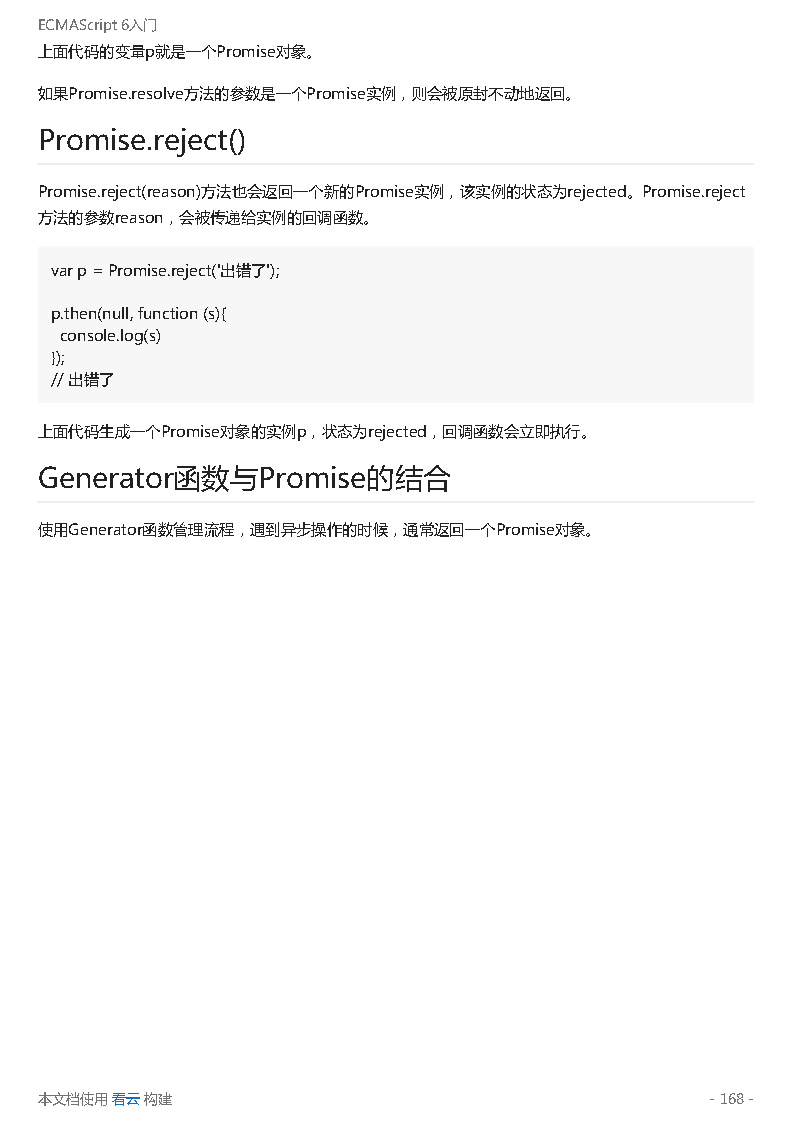 ECMAScript 6入门
上面代码的变量p就是一个Promise对象。
如果Promise.resolve方法的参数是一个Promise实例，则会被原封不动地返回。
Promise.reject()
Promise.reject(reason)方法也会返回一个新的Promise实例，该实例的状态为rejected。Promise.reject
方法的参数reason，会被传递给实例的回调函数。
var p = Promise.reject('出错了');
p.then(null, function (s){
  console.log(s)
});
// 出错了
上面代码生成一个Promise对象的实例p，状态为rejected，回调函数会立即执行。
Generator函数与Promise的结合
使用Generator函数管理流程，遇到异步操作的时候，通常返回一个Promise对象。
本文档使用 看云 构建
- 168 -